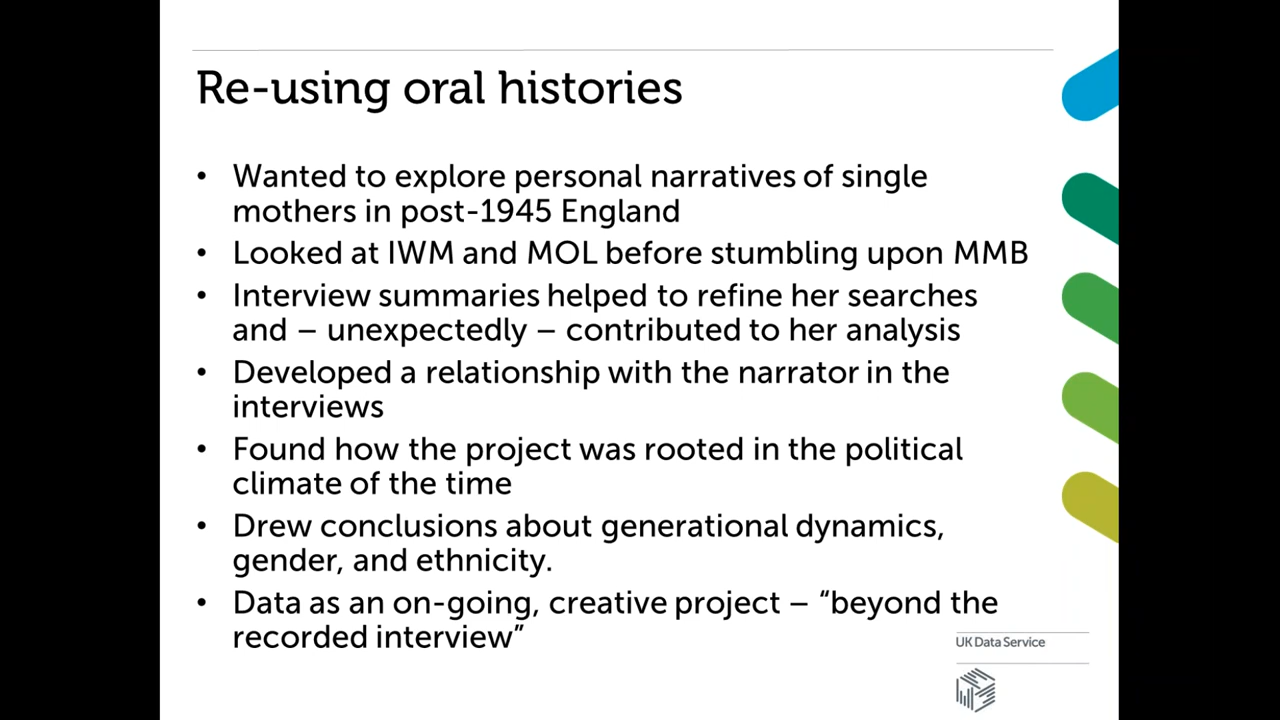 Re-using oral histories
• Wanted to explore personal narratives of single
mothers in post-1945 England
• Looked at IWM and MOL before stumbling upon MMB
• Interview summaries helped to refine her searches
and – unexpectedly – contributed to her analysis
• Developed a relationship with the narrator in the
interviews
• Found how the project was rooted in the political
climate of the time
• Drew conclusions about generational dynamics,
gender, and ethnicity.
• Data as an on-going, creative project – “beyond the
recorded interview”
UK Data Service